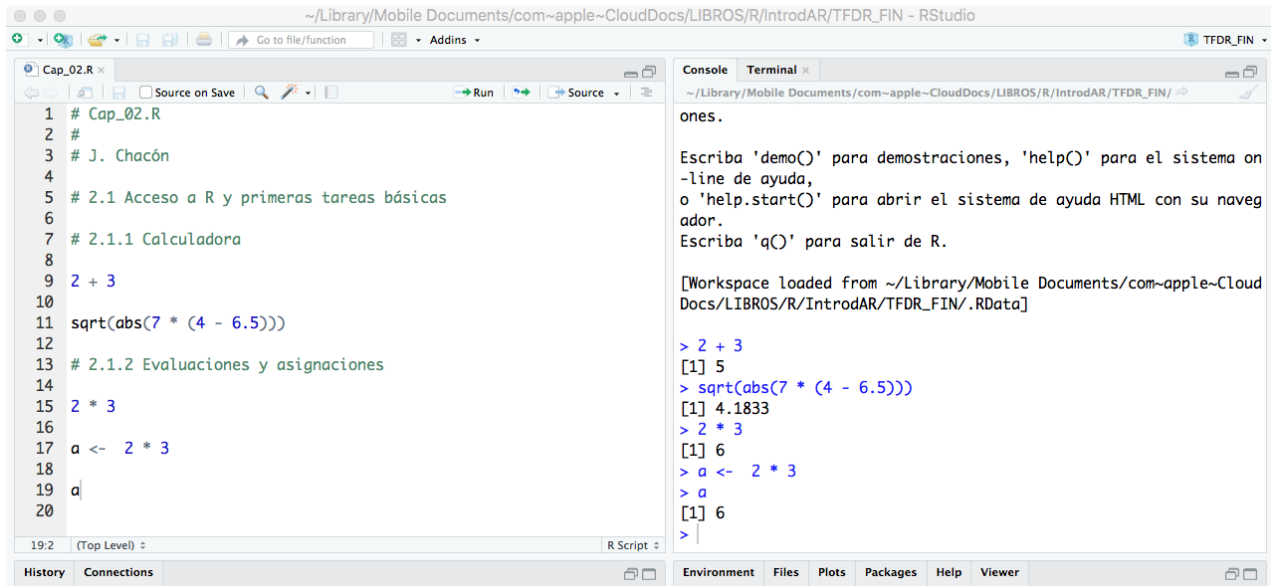 ~/Library/Mobile Documents/com~apple~CloudDocs/LIBROS/R/IntrodAR/TFDR_FIN - RStudio
Go to file/function
Addins
TFDR_FIN
Cap_02.R
Source on Save
Run
Source
1 # Cap_02.R
2 #
3 # J. Chacón
4
5 # 2.1 Acceso a R y primeras tareas básicas
6
7 # 2.1.1 Calculadora
8
9 2 + 3
10
11 sqrt(abs(7 * (4 - 6.5)))
12
13 # 2.1.2 Evaluaciones y asignaciones
14
15 2 * 3
16
17 a <-  2 * 3
18
19 a
20
19:2 (Top Level) R Script
History Connections
Console Terminal
~/Library/Mobile Documents/com~apple~CloudDocs/LIBROS/R/IntrodAR/TFDR_FIN/
ones.
Escriba 'demo()' para demostraciones, 'help()' para el sistema on
-line de ayuda,
o 'help.start()' para abrir el sistema de ayuda HTML con su naveg
ador.
Escriba 'q()' para salir de R.
[Workspace loaded from ~/Library/Mobile Documents/com~apple~Cloud
Docs/LIBROS/R/IntrodAR/TFDR_FIN/.RData]
> 2 + 3
[1] 5
> sqrt(abs(7 * (4 - 6.5)))
[1] 4.1833
> 2 * 3
[1] 6
> a <-  2 * 3
> a
[1] 6
>
Environment Files Plots Packages Help Viewer